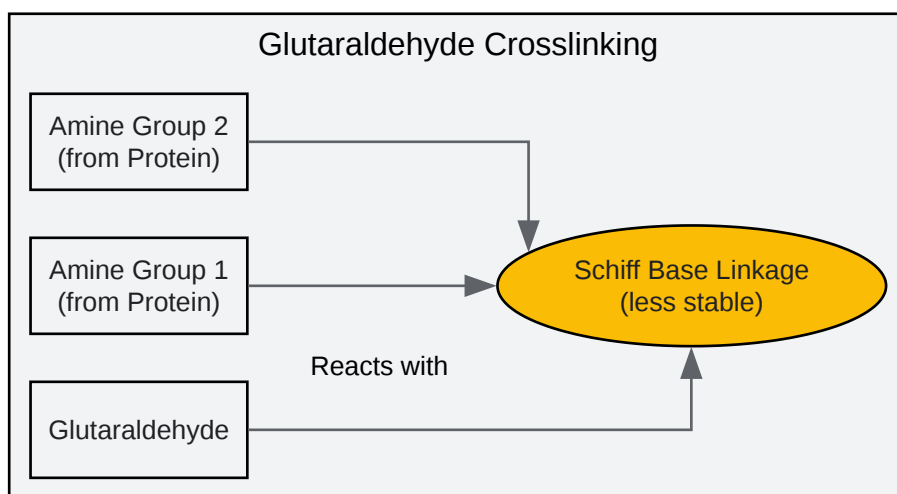 Glutaraldehyde Crosslinking
Amine Group 2
(from Protein)
Amine Group 1
(from Protein)
Schiff Base Linkage
(less stable)
Reacts with
Glutaraldehyde